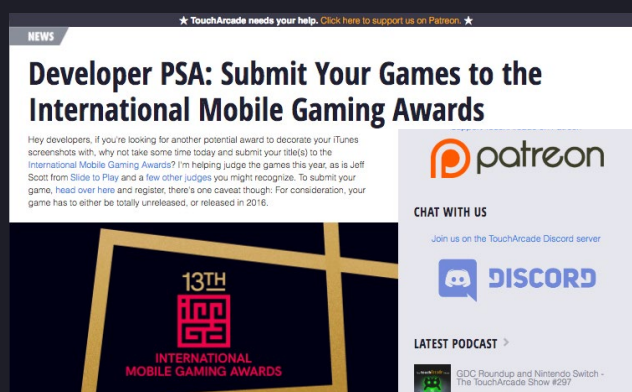 ★ TouchArcade needs your help. Click here to support us on Patreon. ★
NEWS
Developer PSA: Submit Your Games to the
International Mobile Gaming Awards
Hey developers, if you're looking for another potential award to decorate your iTunes
screenshots with, why not take some time today and submit your title(s) to the
International Mobile Gaming Awards? I'm helping judge the games this year, as is Jeff
Scott from Slide to Play and a few other judges you might recognize. To submit your
game, head over here and register, there's one caveat though: For consideration, your
game has to either be totally unreleased, or released in 2016.
13TH
imga
INTERNATIONAL
MOBILE GAMING AWARDS
patreon
CHAT WITH US
Join us on the TouchArcade Discord server
DISCORD
LATEST PODCAST >
GDC Roundup and Nintendo Switch -
The TouchArcade Show #297